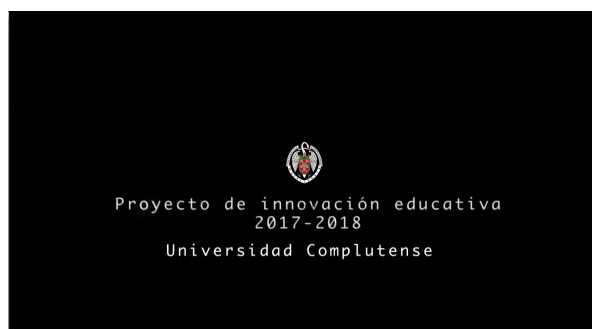 Proyecto de innovación educativa
2017-2018
Universidad Complutense